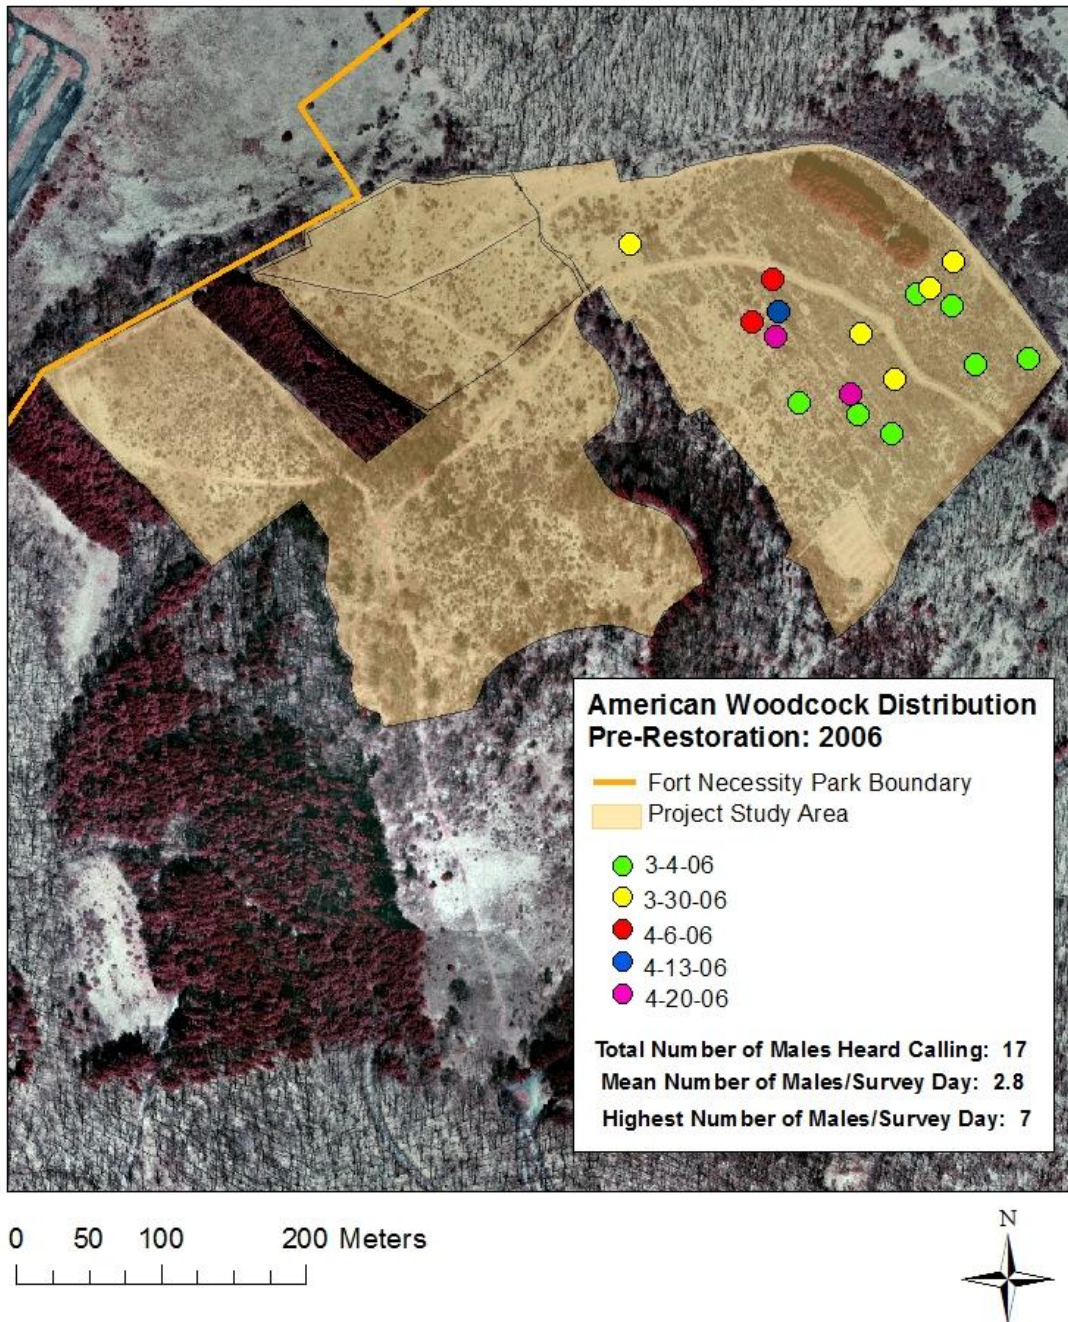 American Woodcock Distribution
Pre-Restoration: 2006
Fort Necessity Park Boundary
Project Study Area
3-4-06
3-30-06
4-6-06
4-13-06
4-20-06
Total Number of Males Heard Calling: 17
Mean Number of Males/Survey Day: 2.8
Highest Number of Males/Survey Day: 7
0 50 100 200 Meters
N